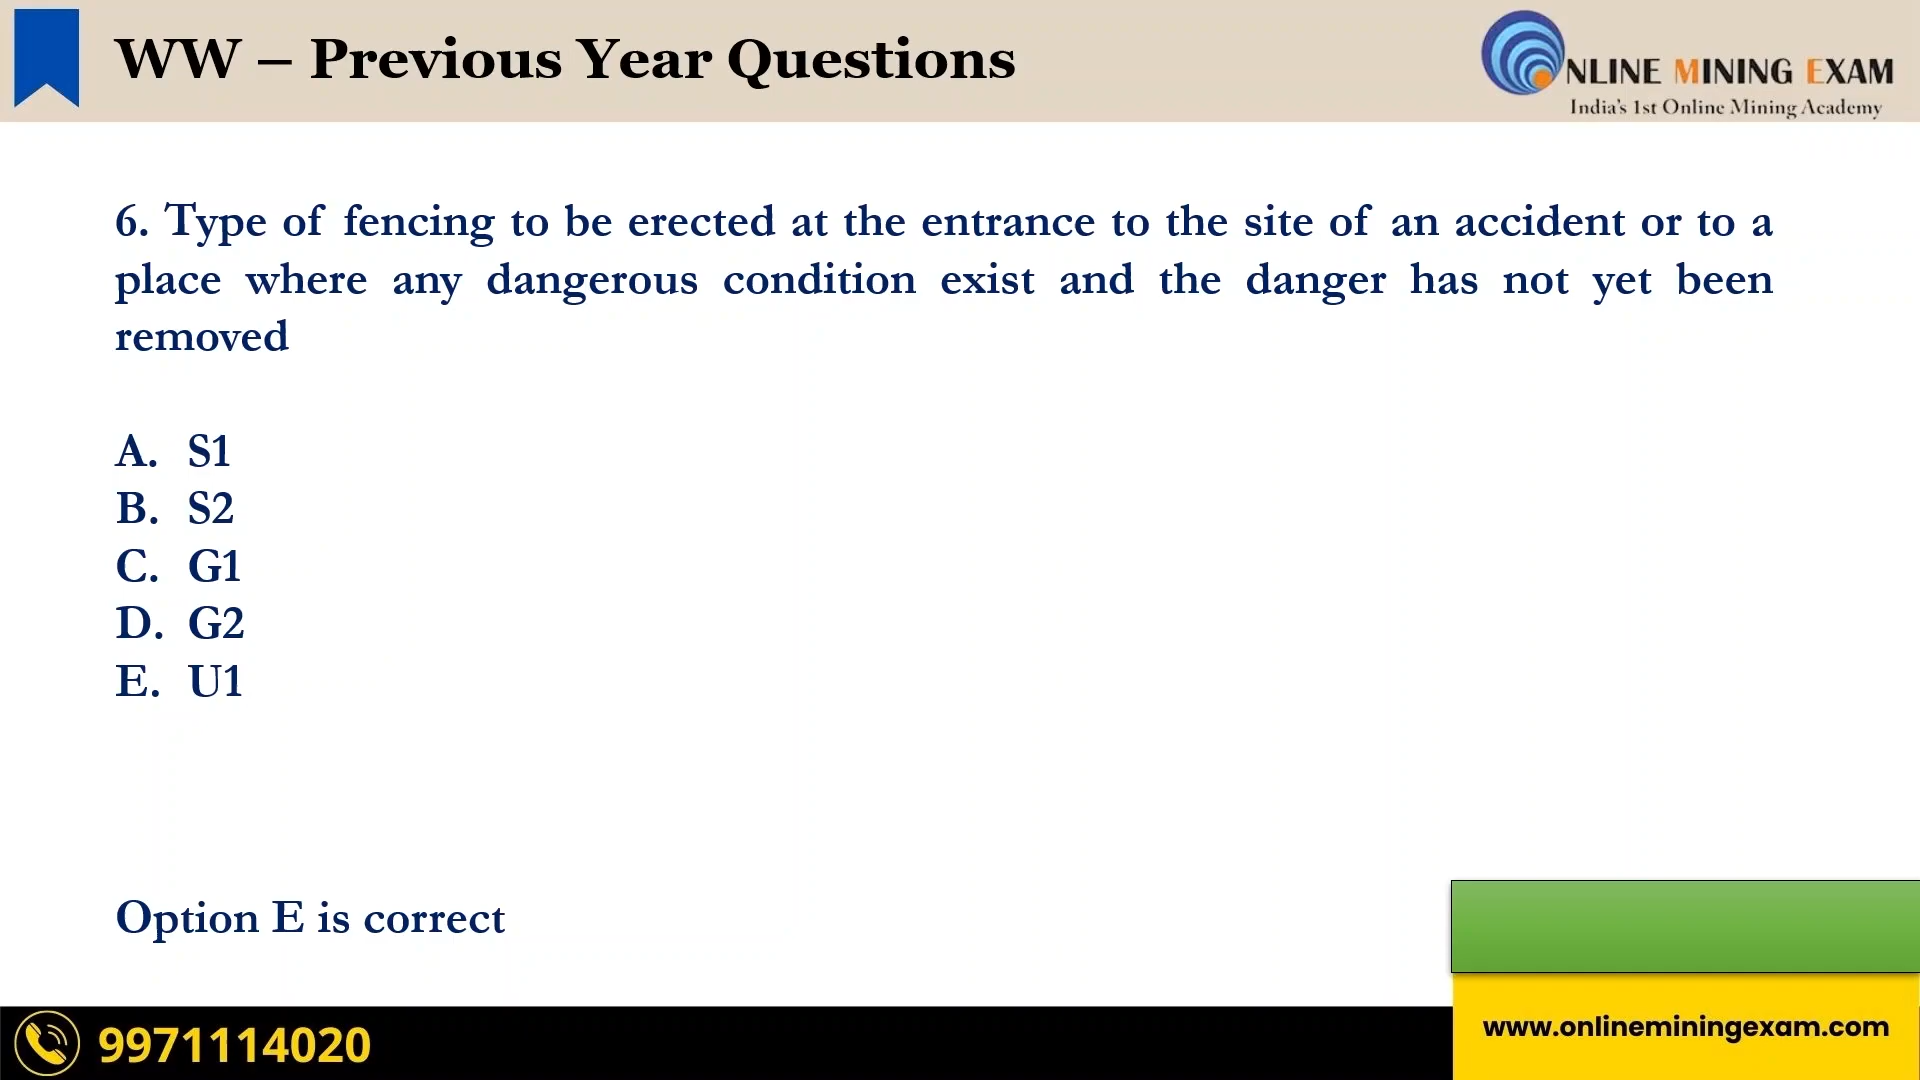 WW – Previous Year Questions
NLINE MINING EXAM
India's 1st Online Mining Academy
6. Type of fencing to be erected at the entrance to the site of an accident or to a
place where any dangerous condition exist and the danger has not yet been
removed
A. S1
B. S2
C. G1
D. G2
E. U1
Option E is correct
9971114020
www.onlineminingexam.com